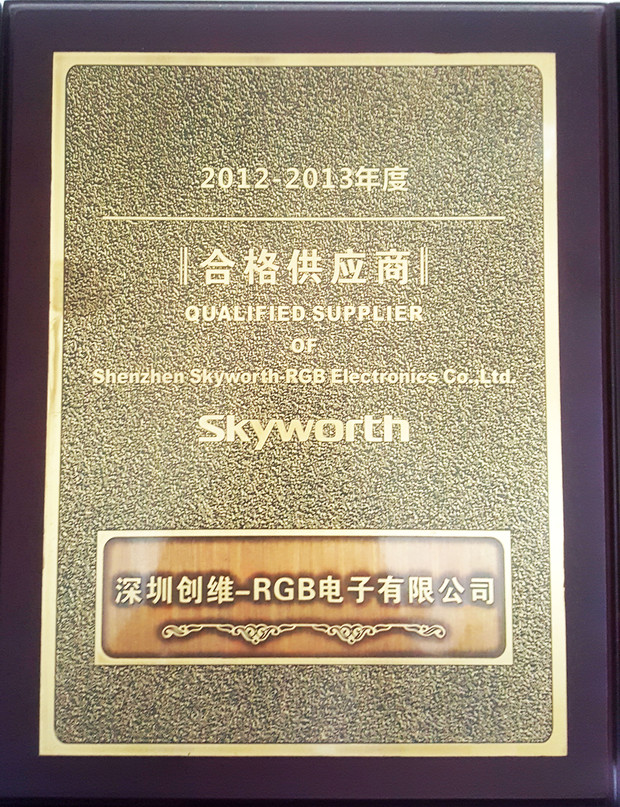 2012-2013年度
合格供应商
QUALIFIED SUPPLIER
OF
Shenzhen Skyworth RGB Electronics Co.,Ltd.
Skyworth
深圳创维-RGB电子有限公司